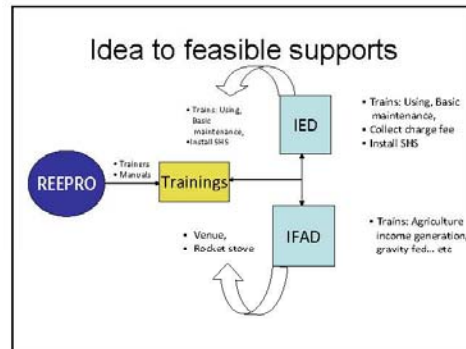 Idea to feasible supports
• Trains: Using,
Basic
maintenance,
• Install SHS
IED
• Trains: Using, Basic
maintenance,
• Collect charge fee
• Install SHS
REEPRO
• Trainers
• Manuals
Trainings
• Venue,
• Rocket stove
IFAD
• Trains: Agriculture
income generation,
gravity fed... etc